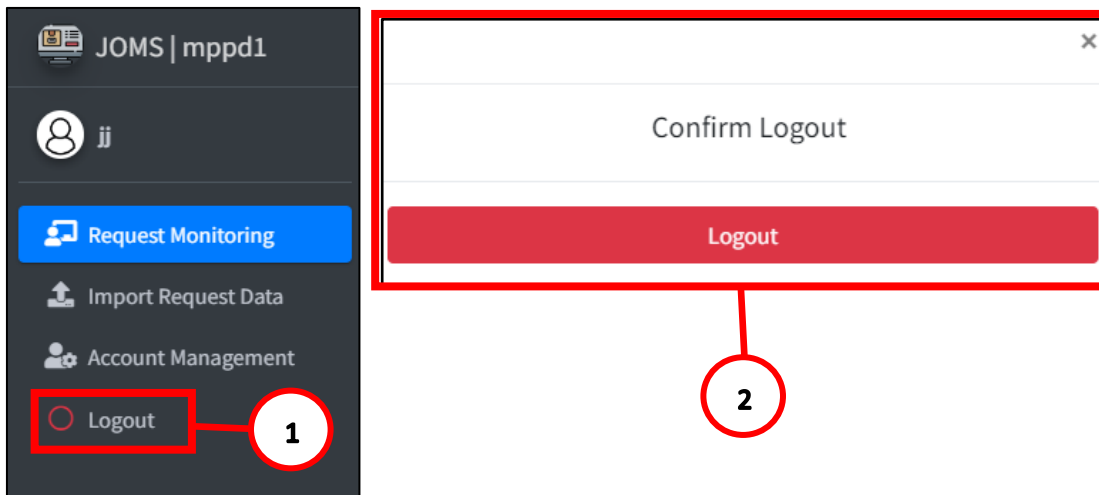 JOMS | mppd1
jj
Request Monitoring
Import Request Data
Account Management
Logout
1
×
Confirm Logout
Logout
2